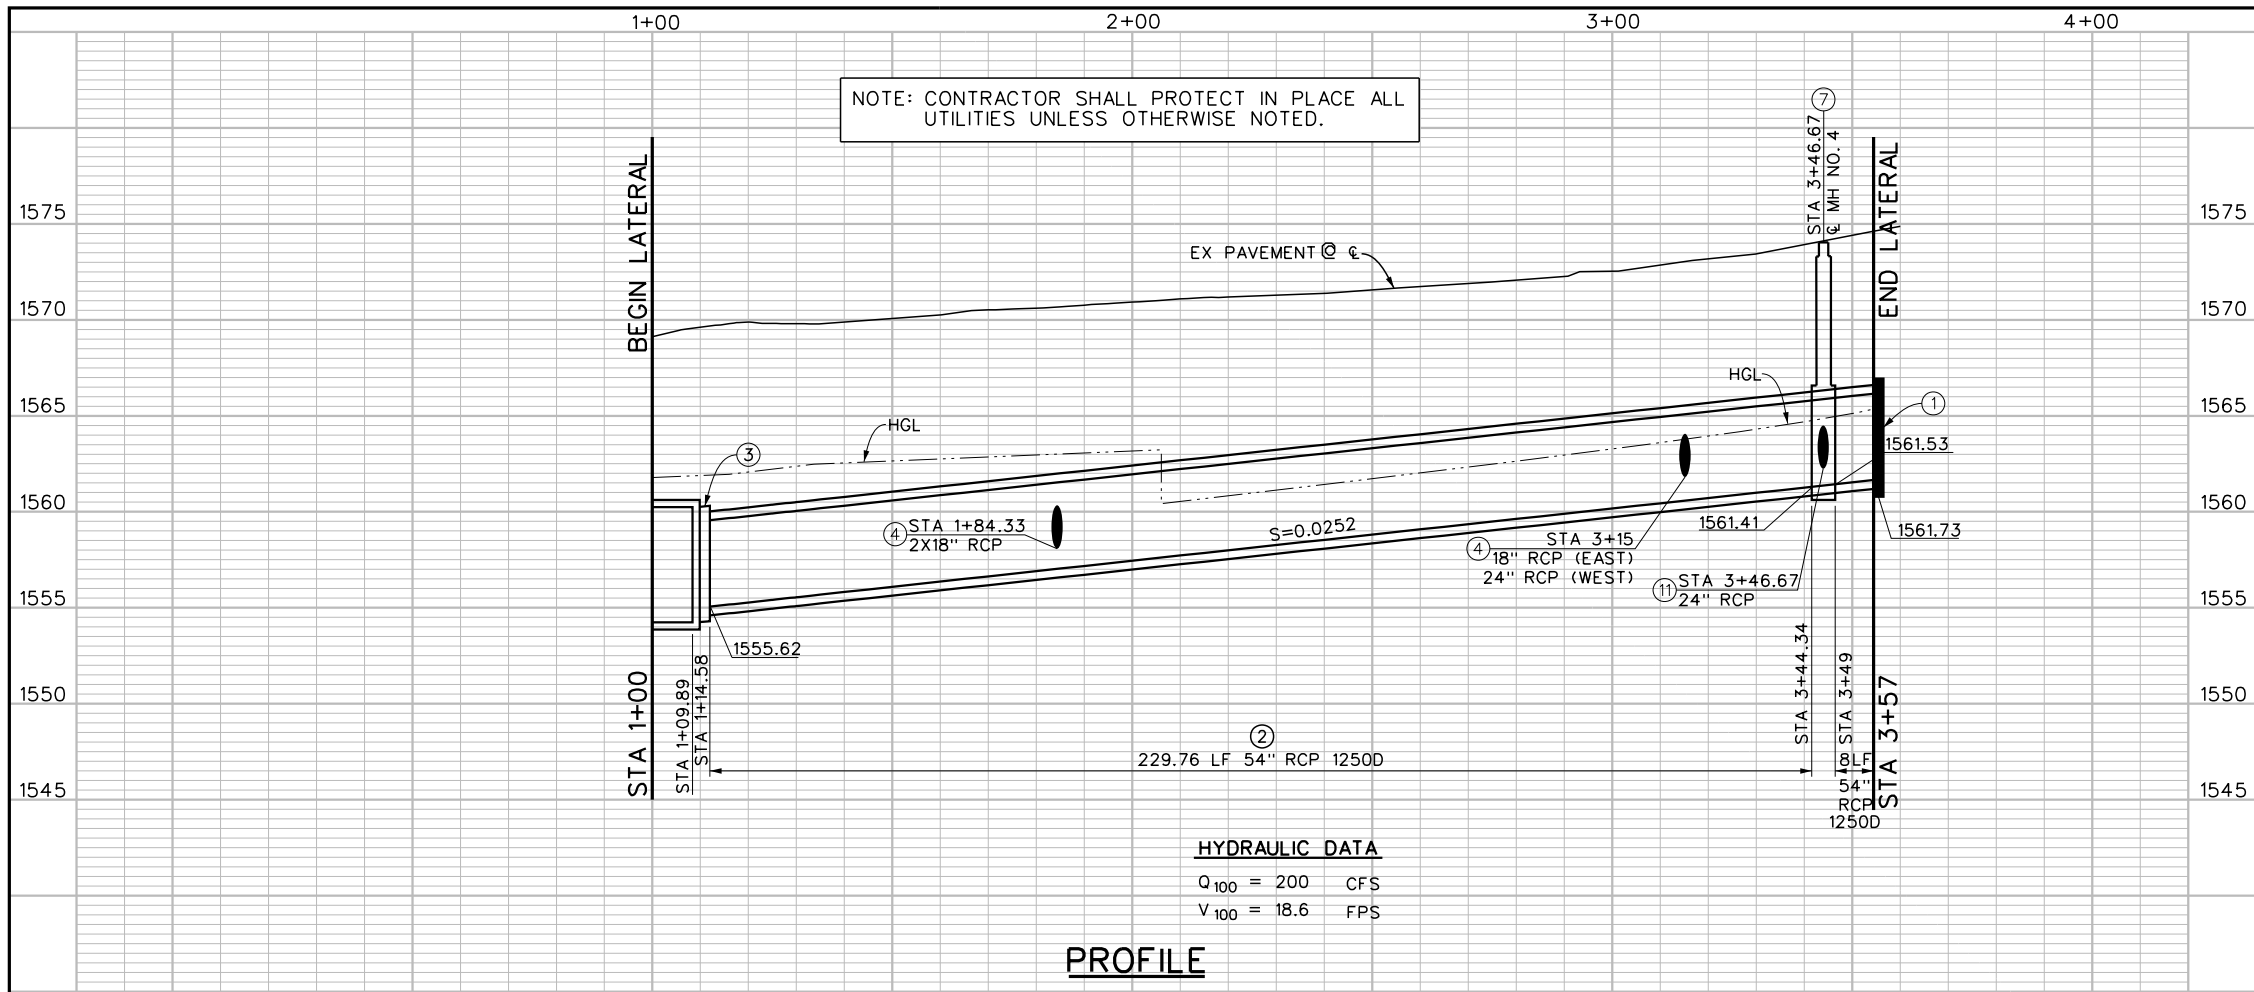 1+00 2+00 3+00 4+00
NOTE: CONTRACTOR SHALL PROTECT IN PLACE ALL
UTILITIES UNLESS OTHERWISE NOTED.
7
STA 3+46.67
℄ MH NO. 4
BEGIN LATERAL
END LATERAL
1575 1575
EX PAVEMENT @ ℄
1570 1570
HGL
1565 1565
1
HGL
3
1561.53
1560 1560
4 STA 1+84.33
2X18" RCP
S=0.0252
1561.41
1561.73
4 STA 3+15
18" RCP (EAST)
24" RCP (WEST)
11 STA 3+46.67
24" RCP
1555 1555
1555.62
STA 1+00
STA 1+09.89
STA 1+14.58
STA 3+44.34
STA 3+49
STA 3+57
1550 1550
2
229.76 LF 54" RCP 1250D
8LF
54"
RCP
1250D
1545 1545
HYDRAULIC DATA
Q100 = 200 CFS
V100 = 18.6 FPS
PROFILE